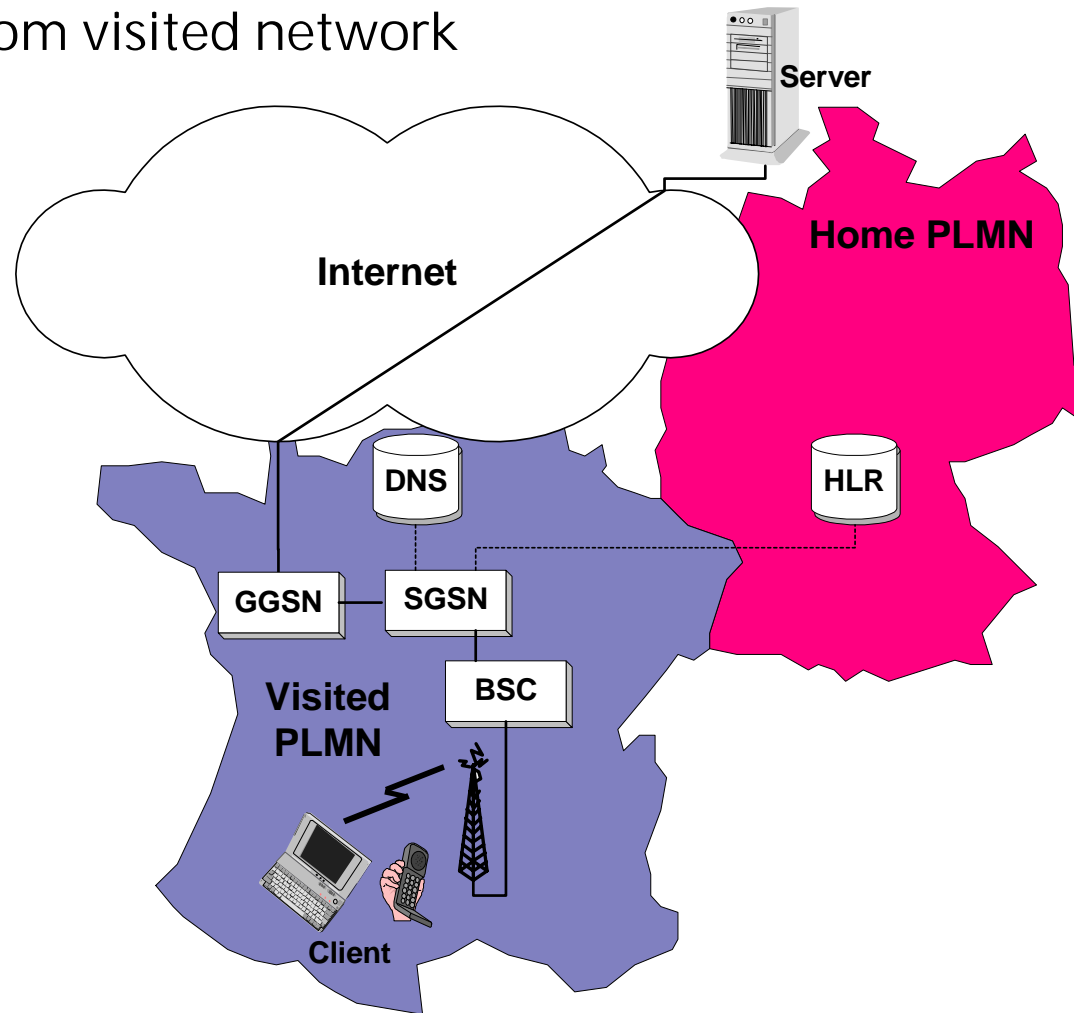 om visited network
Server
Home PLMN
Internet
DNS
HLR
GGSN
SGSN
BSC
Visited
PLMN
Client